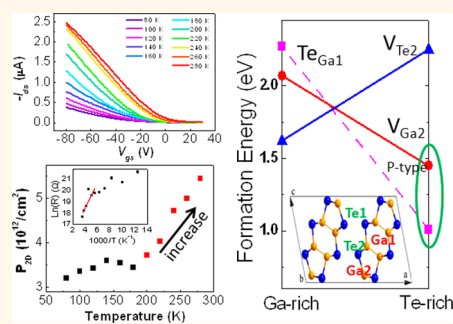 2.5
2.0
1.5
1.0
0.5
0.0
-I_ds (μA)
80 K 180 K
100 K 200 K
120 K 220 K
140 K 240 K
160 K 260 K
280 K
-80 -60 -40 -20 0 20 40
V_gs (V)
6
5
4
3
P_2D (10^12/cm²)
21
20
19
18
17
Ln(R) (Ω)
2 4 6 8 10 12 14
1000/T (K⁻¹)
increase
50 100 150 200 250 300
Temperature (K)
Formation Energy (eV)
2.0
1.5
1.0
Te_Ga1
V_Te2
V_Ga2
P-type
c
Te1
Ga1
Te2
Ga2
b
a
Ga-rich Te-rich